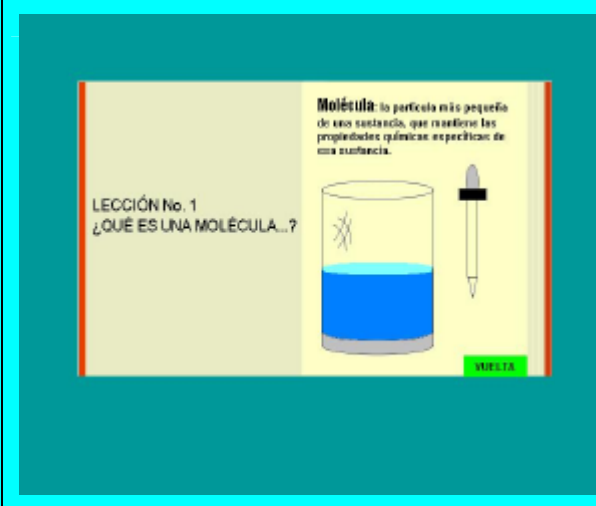 LECCIÓN No. 1
¿QUÉ ES UNA MOLÉCULA...?
Molécula: la partícula más pequeña
de una sustancia, que mantiene las
propiedades químicas específicas de
esa sustancia.
VUELTA